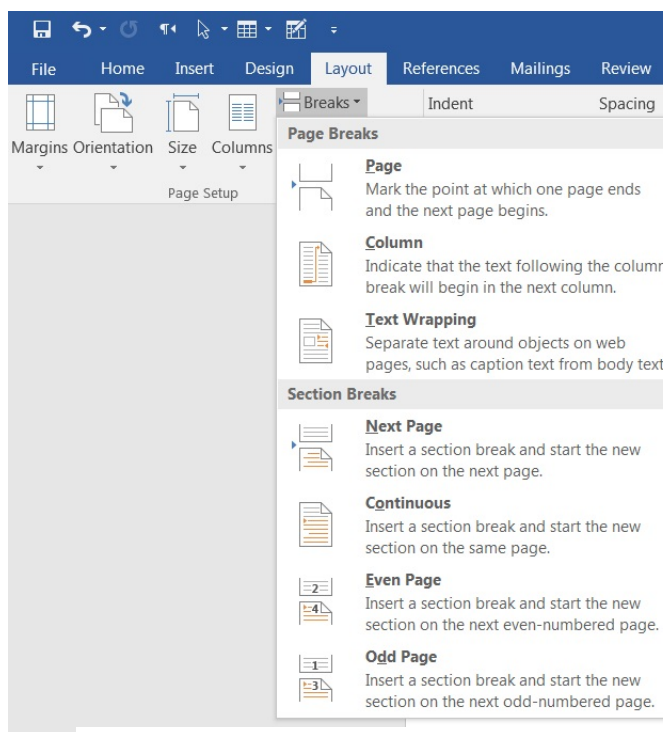 File Home Insert Design Layout References Mailings Review
Breaks Indent Spacing
Margins Orientation Size Columns
Page Setup
Page Breaks
Page
Mark the point at which one page ends
and the next page begins.
Column
Indicate that the text following the column
break will begin in the next column.
Text Wrapping
Separate text around objects on web
pages, such as caption text from body text
Section Breaks
Next Page
Insert a section break and start the new
section on the next page.
Continuous
Insert a section break and start the new
section on the same page.
2
4
Even Page
Insert a section break and start the new
section on the next even-numbered page.
1
3
Odd Page
Insert a section break and start the new
section on the next odd-numbered page.